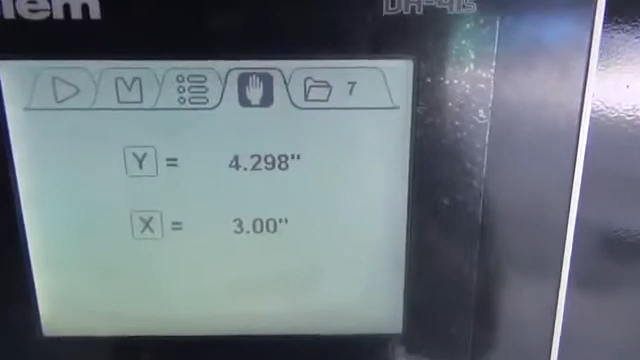 7
Y = 4.298"
X = 3.00"